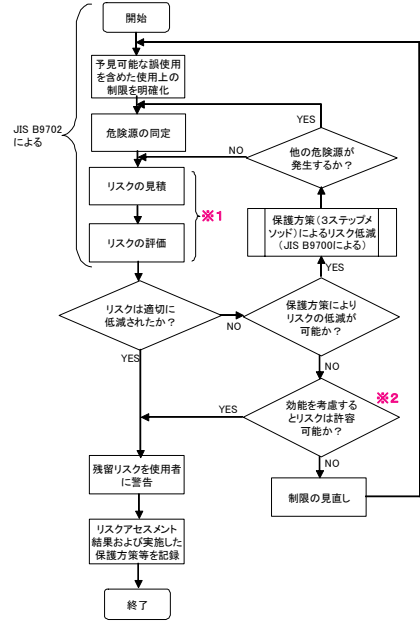 開始
予見可能な誤使用
を含めた使用上の
制限を明確化
JIS B9702
による
危険源の同定
YES
NO
他の危険源が
発生するか？
リスクの見積
※1
リスクの評価
保護方策（3ステップメ
ソッド）によるリスク低減
（JIS B9700による）
YES
リスクは適切に
低減されたか？
NO
保護方策により
リスクの低減が
可能か？
YES
NO
YES
効能を考慮する
とリスクは許容
可能か？
※2
NO
残留リスクを使用者
に警告
制限の見直し
リスクアセスメント
結果および実施した
保護方策等を記録
終了